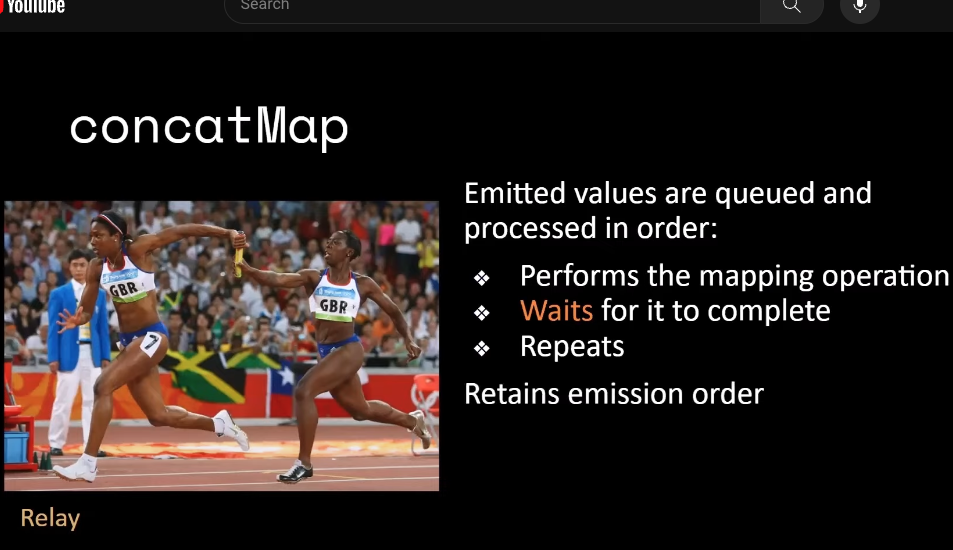 YouTube
Search
concatMap
Emitted values are queued and
processed in order:
❖ Performs the mapping operation
❖ Waits for it to complete
❖ Repeats
Retains emission order
GBR
GBR
7
Relay